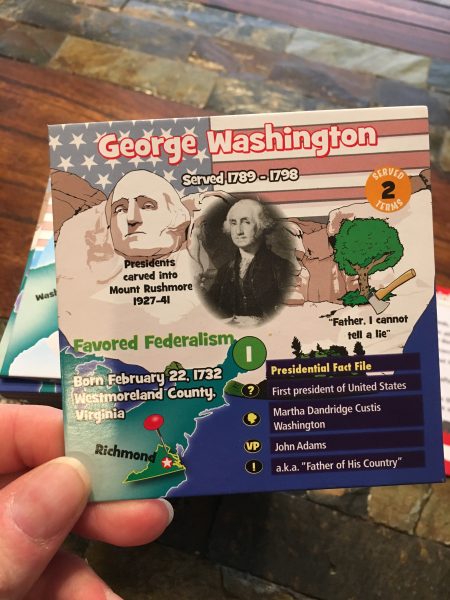 George Washington
Served 1789 - 1798
SERVED
2
TERMS
Presidents
carved into
Mount Rushmore
1927-41
"Father, I cannot
tell a lie"
Favored Federalism
1
Born February 22, 1732
Westmoreland County,
Virginia
Richmond
Presidential Fact File
? First president of United States
Martha Dandridge Custis
Washington
VP John Adams
! a.k.a. "Father of His Country"
Wash